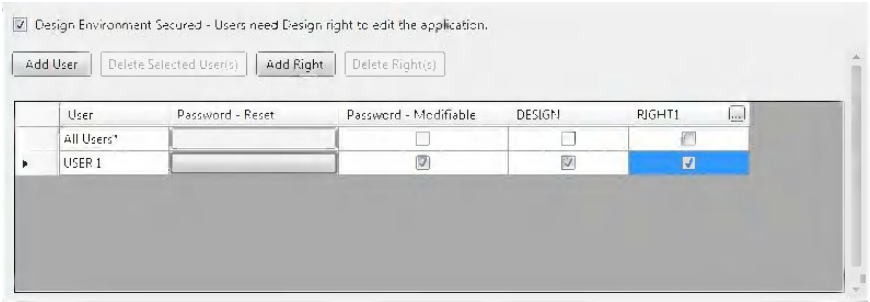 Design Environment Secured - Users need Design right to edit the application.
Add User Delete Selected User(s) Add Right Delete Right(s)
User Password - Reset Password - Modifiable DESIGN RIGHT1 ...
All Users*
USER 1